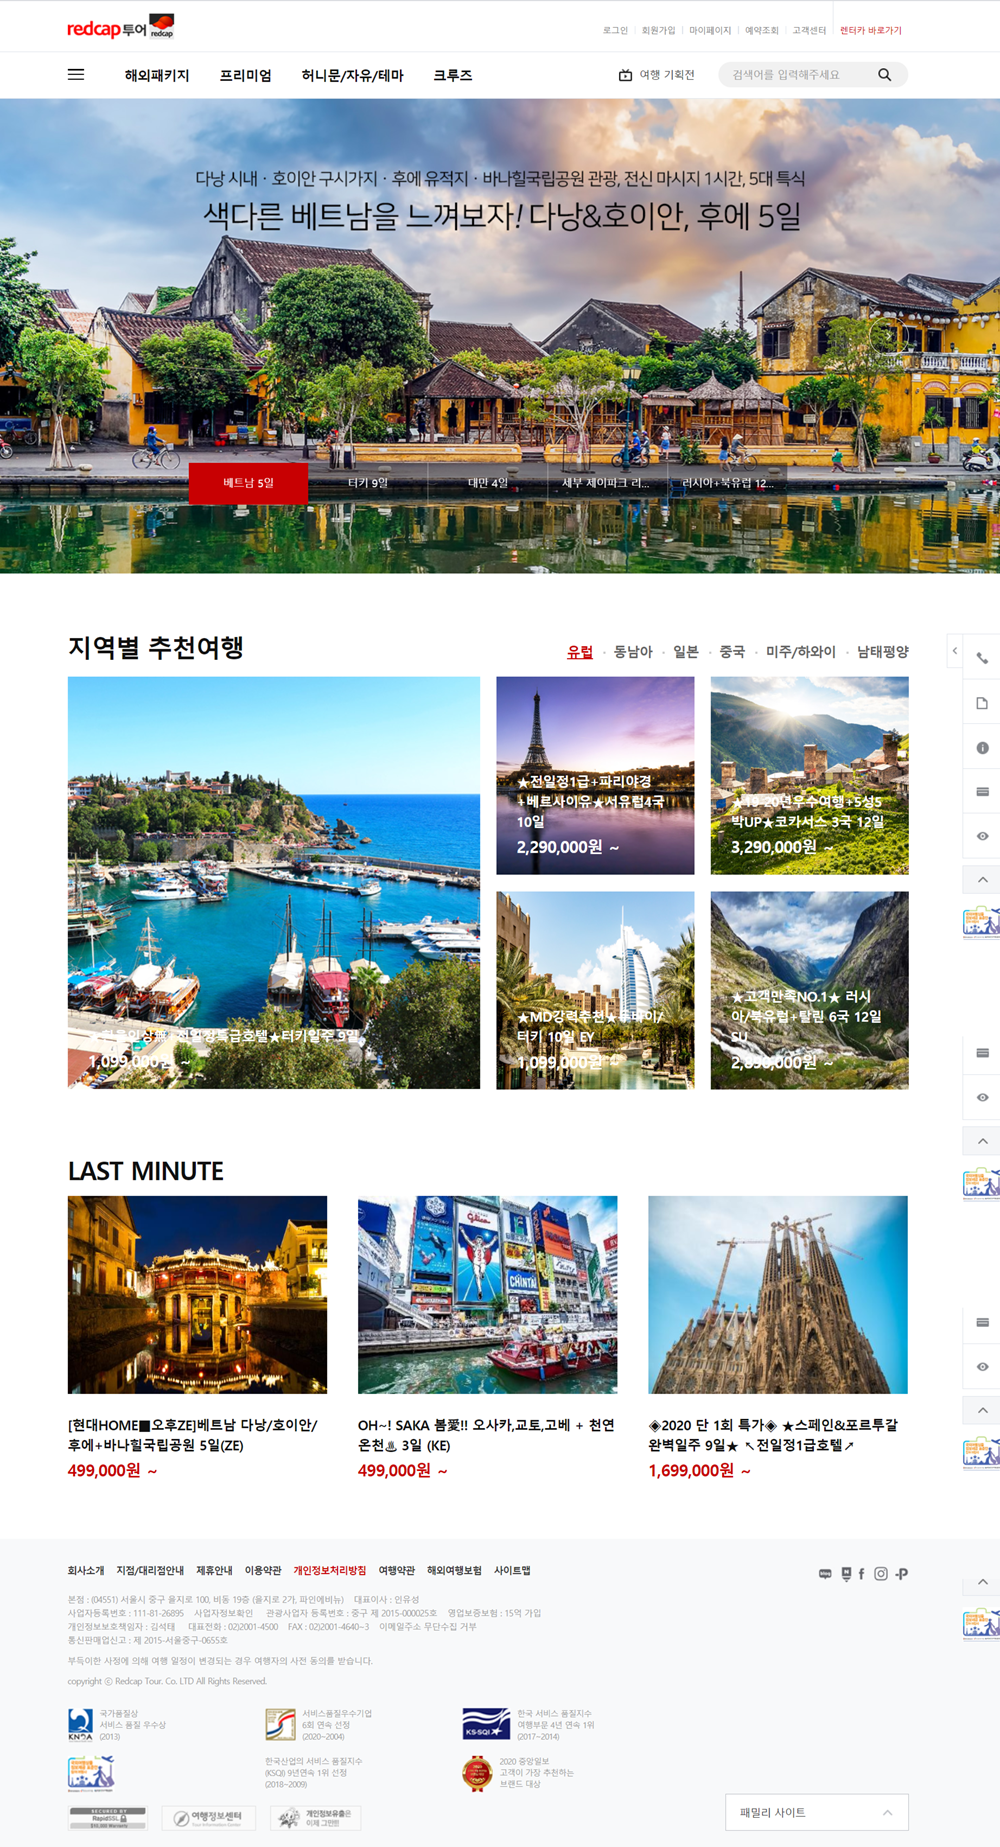 redcap투어 redcap
로그인 회원가입 마이페이지 예약조회 고객센터 렌터카 바로가기
해외패키지 프리미엄 허니문/자유/테마 크루즈 여행 기획전 검색어를 입력해주세요
다낭 시내 · 호이안 구시가지 · 후에 유적지 · 바나힐국립공원 관광, 전신 마사지 1시간, 5대 특식
색다른 베트남을 느껴보자! 다낭&호이안, 후에 5일
베트남 5일 터키 9일 대만 4일 세부 제이파크 리... 러시아+북유럽 12...
지역별 추천여행
유럽 · 동남아 · 일본 · 중국 · 미주/하와이 · 남태평양
★전일정1급+파리야경
+베르사이유★서유럽4국
10일
2,290,000원 ~
★19-20연우수여행+5성5
박UP★코카서스 3국 12일
3,290,000원 ~
전일정특급호텔★터키일주 9일
1,099,000원 ~
★MD강력추천★두바이/
터키 10일 EY
1,099,000원 ~
★고객만족NO.1★ 러시
아/북유럽+탈린 6국 12일
SU
2,890,000원 ~
LAST MINUTE
[현대HOME■오후ZE]베트남 다낭/호이안/
후에+바나힐국립공원 5일(ZE)
499,000원 ~
OH~! SAKA 봄愛!! 오사카,교토,고베 + 천연
온천♨ 3일 (KE)
499,000원 ~
◈2020 단 1회 특가◈ ★스페인&포르투갈
완벽일주 9일★ ↖전일정1급호텔↗
1,699,000원 ~
회사소개 지점/대리점안내 제휴안내 이용약관 개인정보처리방침 여행약관 해외여행보험 사이트맵
본점 : (04551) 서울시 중구 을지로 100, 비동 19층 (을지로 2가, 파인에비뉴) 대표이사 : 인유성
사업자등록번호 : 111-81-26895 사업자정보확인 관광사업자 등록번호 : 중구 제 2015-000025호 영업보증보험 : 15억 가입
개인정보보호책임자 : 김석태 대표전화 : 02)2001-4500 FAX : 02)2001-4640~3 이메일주소 무단수집 거부
통신판매업신고 : 제 2015-서울중구-0655호
부득이한 사정에 의해 여행 일정이 변경되는 경우 여행자의 사전 동의를 받습니다.
copyright ⓒ Redcap Tour. Co. LTD All Rights Reserved.
국가품질상
서비스 품질 우수상
(2013)
서비스품질우수기업
6회 연속 선정
(2020~2004)
KS-SQI
한국 서비스 품질지수
여행부문 4년 연속 1위
(2017~2014)
한국산업의 서비스 품질지수
(KSQI) 9년연속 1위 선정
(2018~2009)
2020 중앙일보
고객이 가장 추천하는
브랜드 대상
SECURED BY
RapidSSL
$10,000 Warranty
여행정보센터
Tour Information Center
개인정보유출은
이제 그만!!!
패밀리 사이트